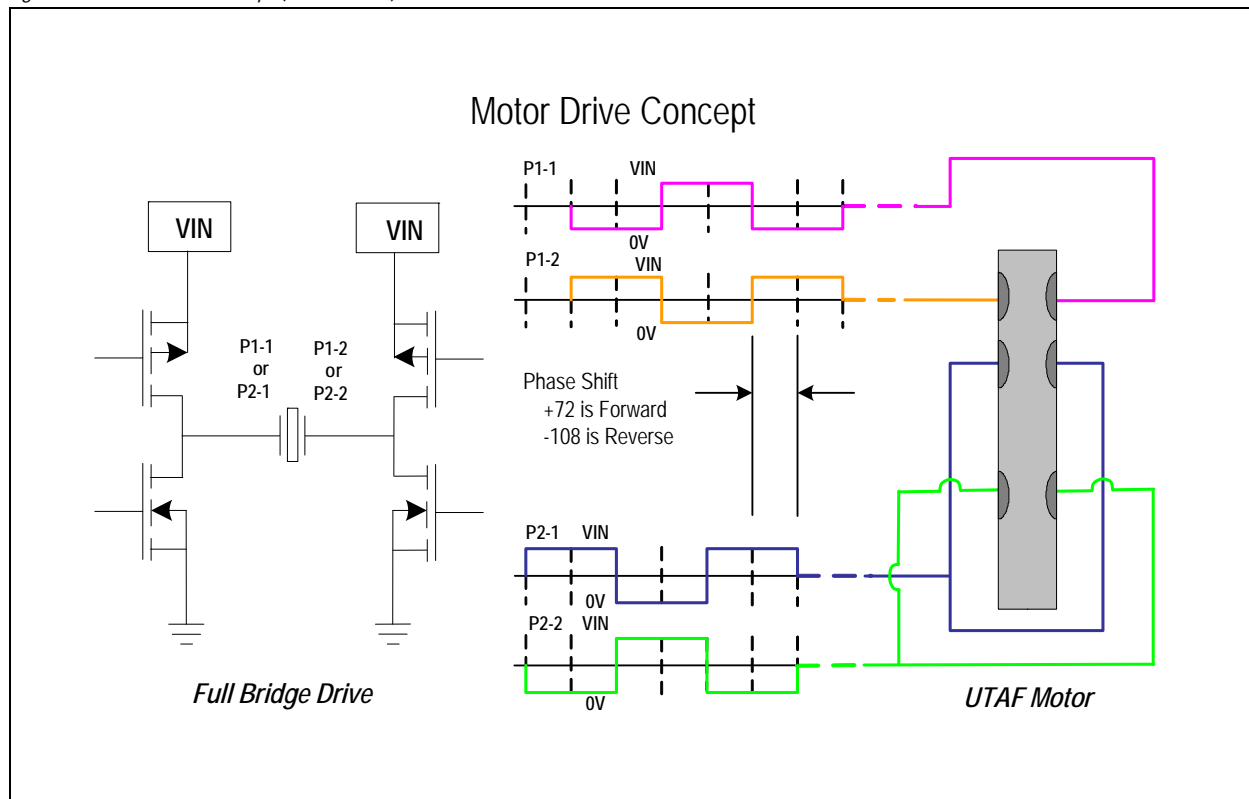 Motor Drive Concept
VIN
VIN
P1-1
or
P2-1
P1-2
or
P2-2
Full Bridge Drive
P1-1
VIN
0V
P1-2
VIN
0V
Phase Shift
+72 is Forward
-108 is Reverse
P2-1
VIN
0V
P2-2
VIN
0V
UTAF Motor